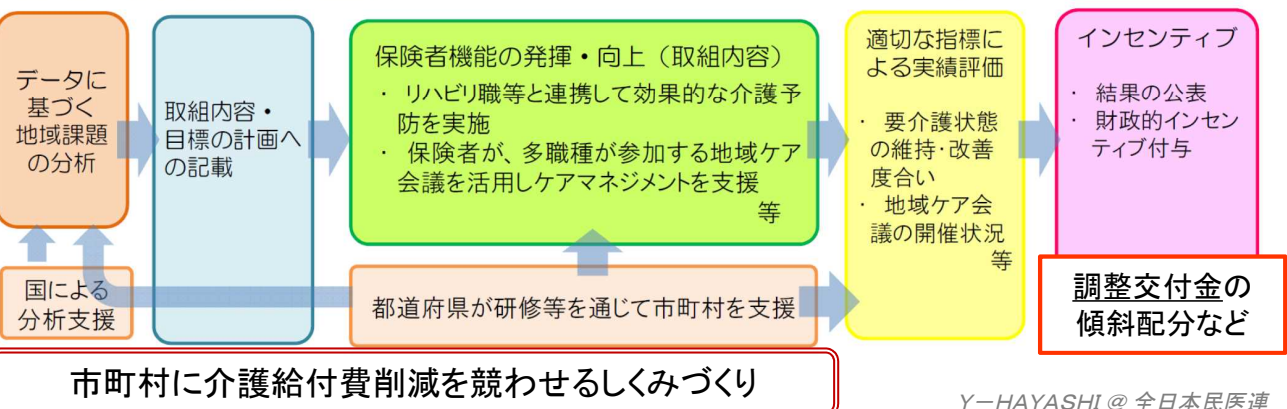 データに
基づく
地域課題
の分析
取組内容・
目標の計画へ
の記載
保険者機能の発揮・向上（取組内容）
・ リハビリ職等と連携して効果的な介護予
防を実施
・ 保険者が、多職種が参加する地域ケア
会議を活用しケアマネジメントを支援
等
適切な指標に
よる実績評価
・ 要介護状態
の維持・改善
度合い
・ 地域ケア会
議の開催状況
等
インセンティブ
・ 結果の公表
・ 財政的インセン
ティブ付与
国による
分析支援
都道府県が研修等を通じて市町村を支援
調整交付金の
傾斜配分など
市町村に介護給付費削減を競わせるしくみづくり
Y－HAYASHI＠全日本民医連